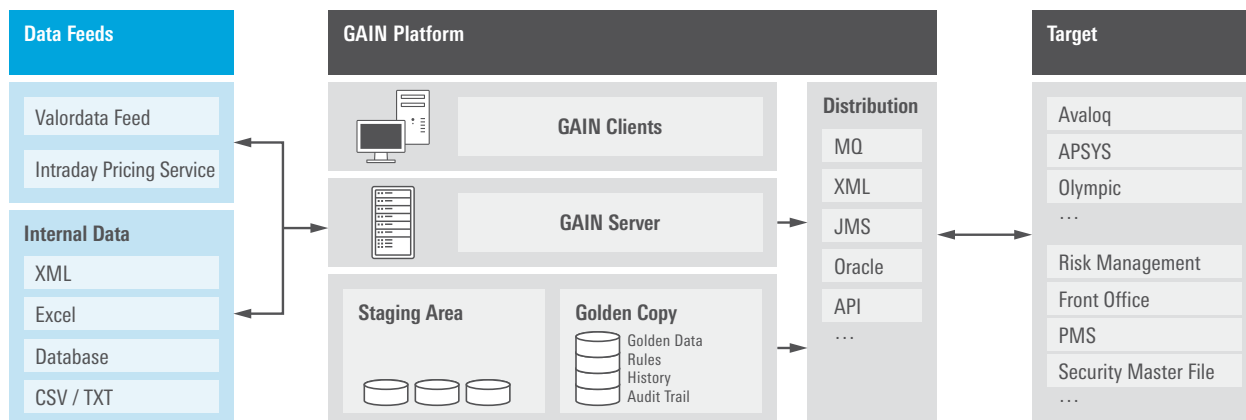 Data Feeds
Valordata Feed
Intraday Pricing Service
Internal Data
XML
Excel
Database
CSV / TXT
GAIN Platform
GAIN Clients
GAIN Server
Staging Area
Golden Copy
Golden Data
Rules
History
Audit Trail
Distribution
MQ
XML
JMS
Oracle
API
...
Target
Avaloq
APSYS
Olympic
...
Risk Management
Front Office
PMS
Security Master File
...